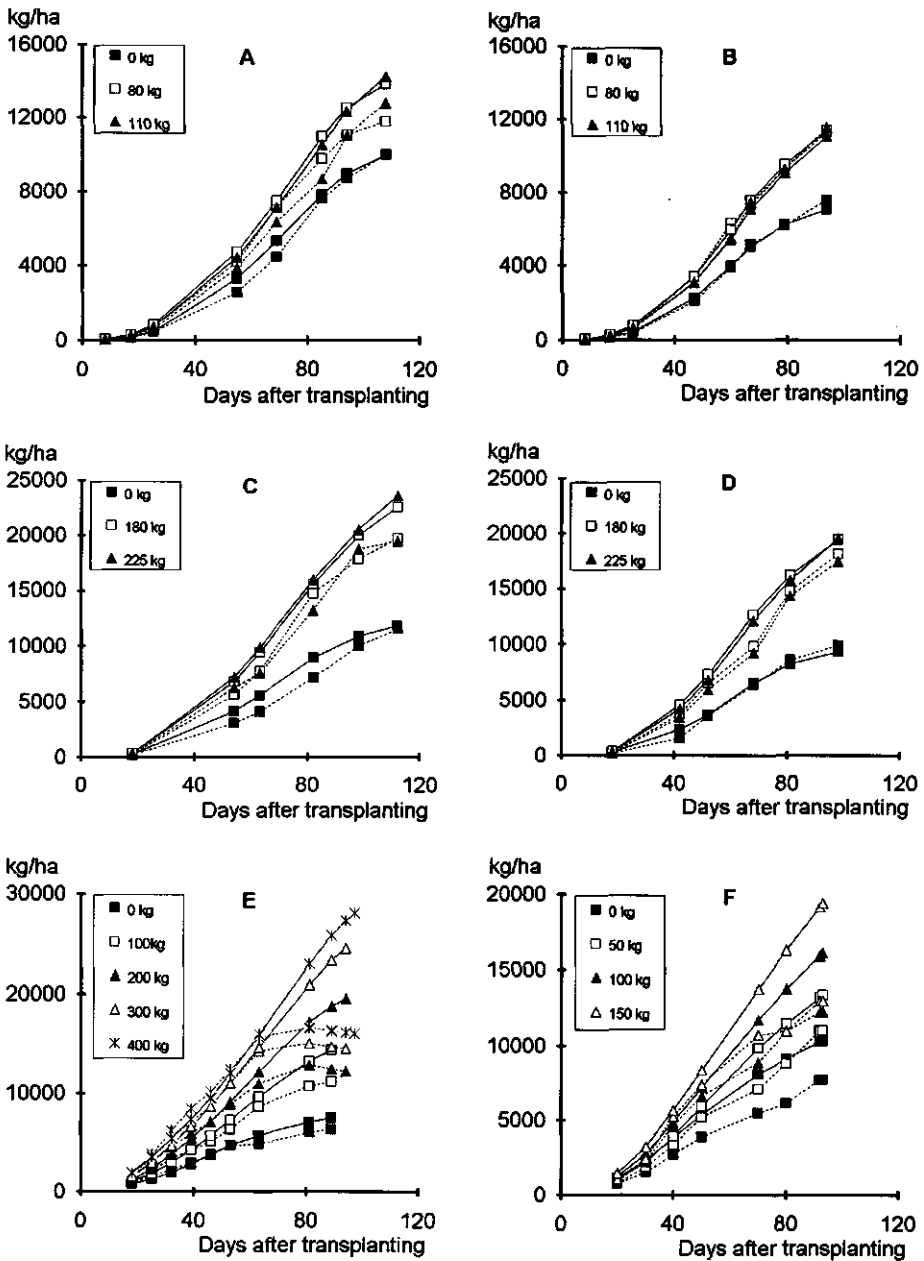 kg/ha
16000
12000
8000
4000
0
0 kg
80 kg
110 kg
A
0 40 80 120
Days after transplanting
kg/ha
16000
12000
8000
4000
0
0 kg
80 kg
110 kg
B
0 40 80 120
Days after transplanting
kg/ha
25000
20000
15000
10000
5000
0
0 kg
180 kg
225 kg
C
0 40 80 120
Days after transplanting
kg/ha
25000
20000
15000
10000
5000
0
0 kg
180 kg
225 kg
D
0 40 80 120
Days after transplanting
kg/ha
30000
20000
10000
0
0 kg
100kg
200 kg
300 kg
400 kg
E
0 40 80 120
Days after transplanting
kg/ha
20000
15000
10000
5000
0
0 kg
50 kg
100 kg
150 kg
F
0 40 80 120
Days after transplanting